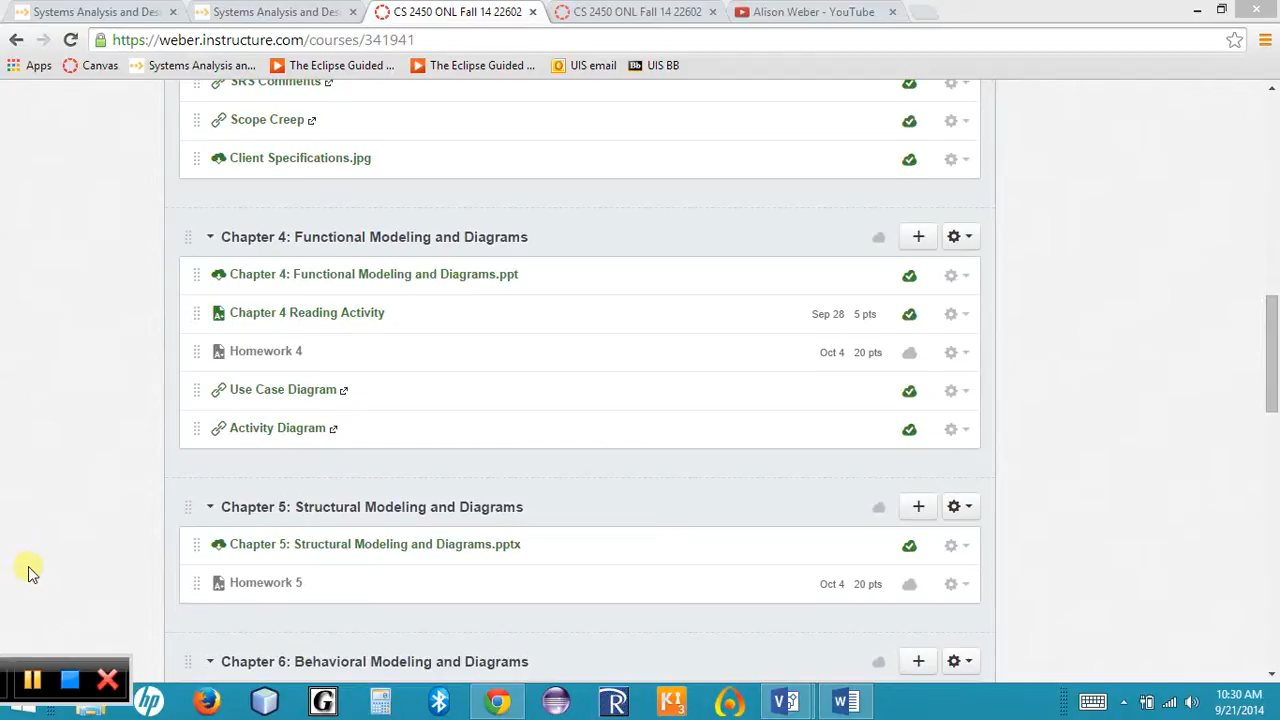 Systems Analysis and Des
Systems Analysis and Des
CS 2450 ONL Fall 14 22602
CS 2450 ONL Fall 14 22602
Alison Weber - YouTube
https://weber.instructure.com/courses/341941
Apps
Canvas
Systems Analysis an...
The Eclipse Guided ...
The Eclipse Guided ...
UIS email
Bb
UIS BB
SRS Comments
Scope Creep
Client Specifications.jpg
Chapter 4: Functional Modeling and Diagrams
Chapter 4: Functional Modeling and Diagrams.ppt
Chapter 4 Reading Activity
Sep 28 5 pts
Homework 4
Oct 4 20 pts
Use Case Diagram
Activity Diagram
Chapter 5: Structural Modeling and Diagrams
Chapter 5: Structural Modeling and Diagrams.pptx
Homework 5
Oct 4 20 pts
Chapter 6: Behavioral Modeling and Diagrams
10:30 AM
9/21/2014